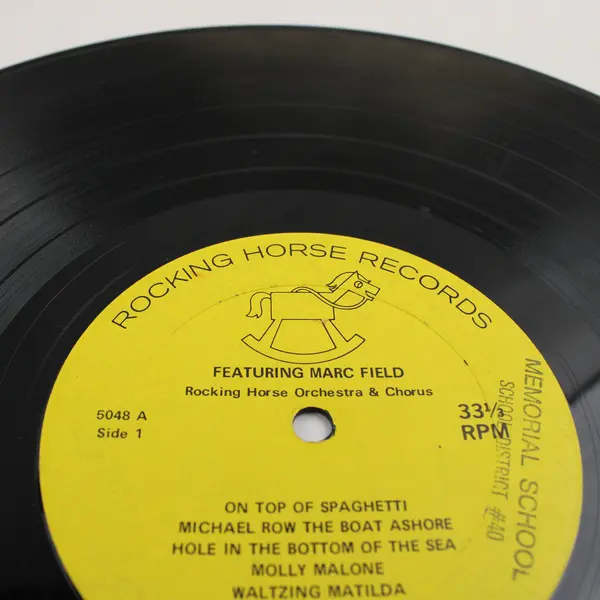 ROCKING HORSE RECORDS
FEATURING MARC FIELD
Rocking Horse Orchestra & Chorus
5048 A
Side 1
33⅓
RPM
MEMORIAL SCHOOL
SCHOOL DISTRICT #40
ON TOP OF SPAGHETTI
MICHAEL ROW THE BOAT ASHORE
HOLE IN THE BOTTOM OF THE SEA
MOLLY MALONE
WALTZING MATILDA